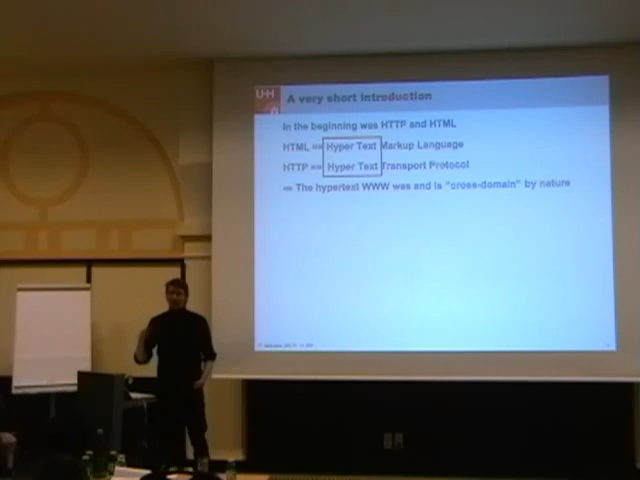 U+H
A very short introduction
In the beginning was HTTP and HTML
HTML == Hyper Text Markup Language
HTTP == Hyper Text Transport Protocol
The hypertext WWW was and is "cross-domain" by nature